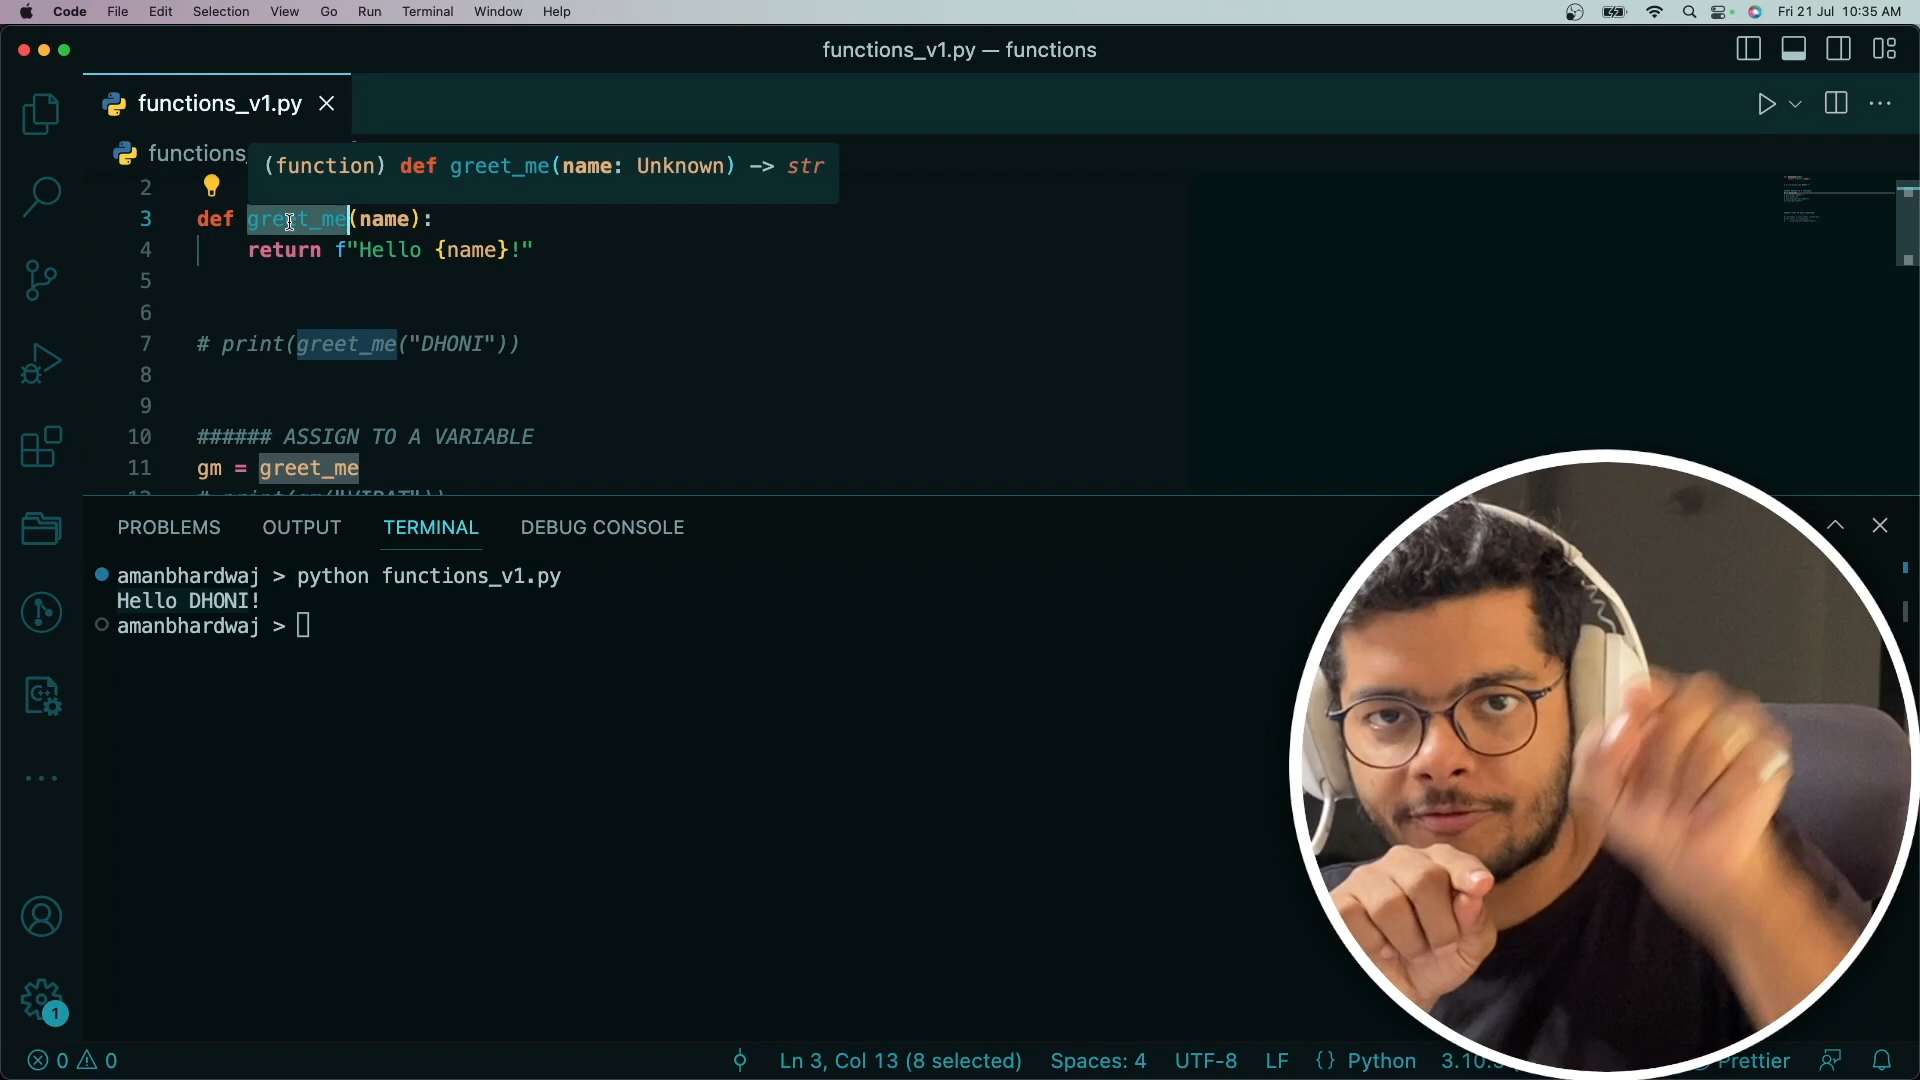 Code File Edit Selection View Go Run Terminal Window Help Fri 21 Jul 10:35 AM
functions_v1.py — functions
functions_v1.py
functions
(function) def greet_me(name: Unknown) -> str
2
3 def greet_me(name):
4 return f"Hello {name}!"
5
6
7 # print(greet_me("DHONI"))
8
9
10 ###### ASSIGN TO A VARIABLE
11 gm = greet_me
PROBLEMS OUTPUT TERMINAL DEBUG CONSOLE
amanbhardwaj > python functions_v1.py
Hello DHONI!
amanbhardwaj >
1
0 0 Ln 3, Col 13 (8 selected) Spaces: 4 UTF-8 LF {} Python Prettier